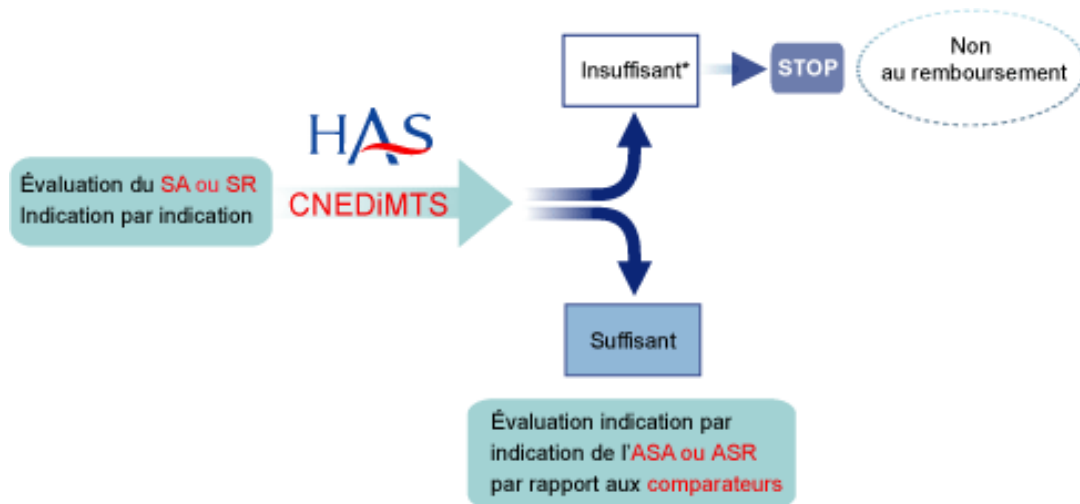 Insuffisant*
STOP
Non
au remboursement
HAS
Évaluation du SA ou SR
Indication par indication
CNEDiMTS
Suffisant
Évaluation indication par
indication de l'ASA ou ASR
par rapport aux comparateurs